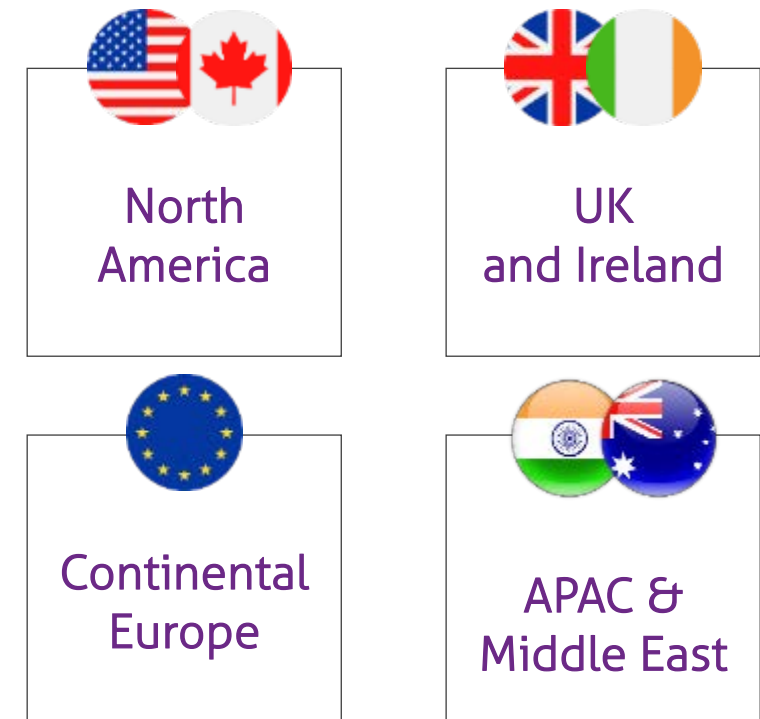 North
America
UK
and Ireland
Continental
Europe
APAC &
Middle East